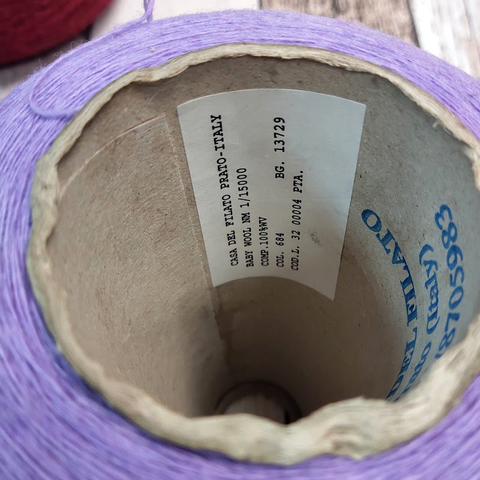 CASA DEL FILATO PRATO-ITALY
BABY WOOL NM 1/15000
COMP.100%WV
COL. 684 BG. 13729
COD.L. 32 00004 PTA.
FILATO
(Italy)
8705983